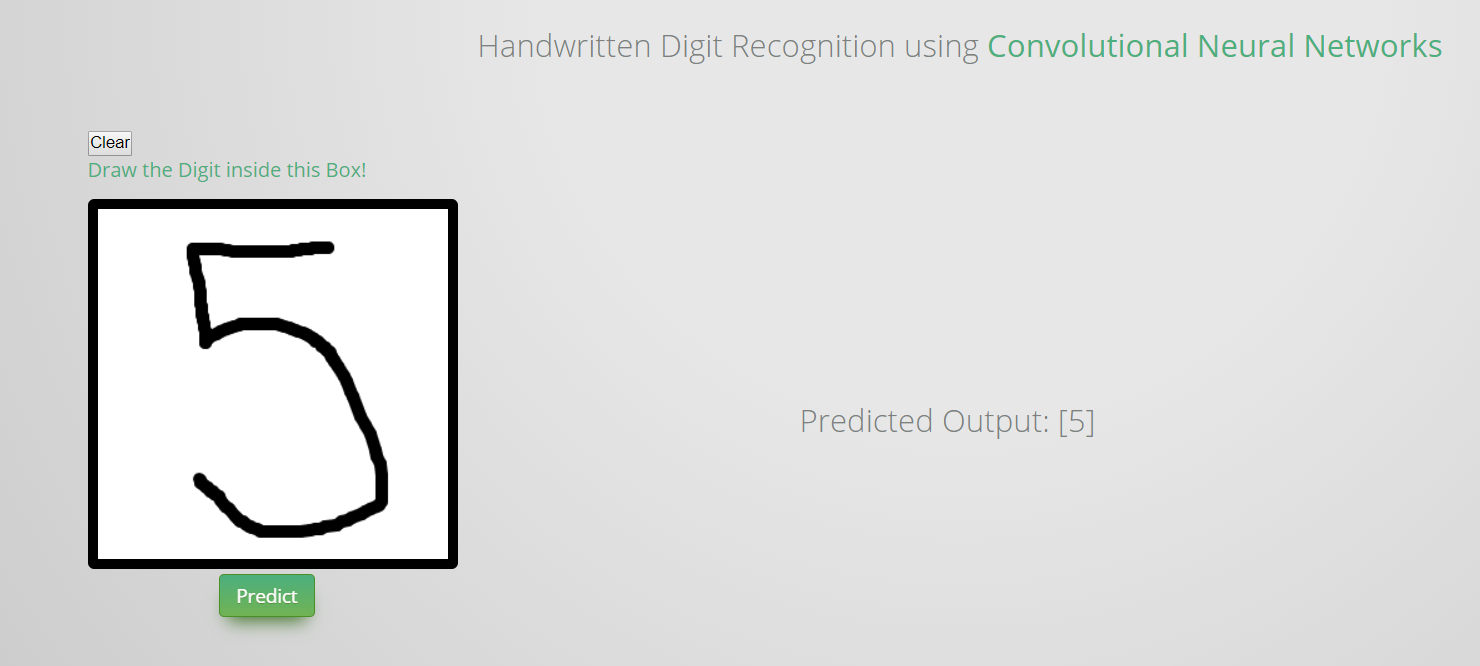 Handwritten Digit Recognition using Convolutional Neural Networks
Clear
Draw the Digit inside this Box!
5
Predicted Output: [5]
Predict